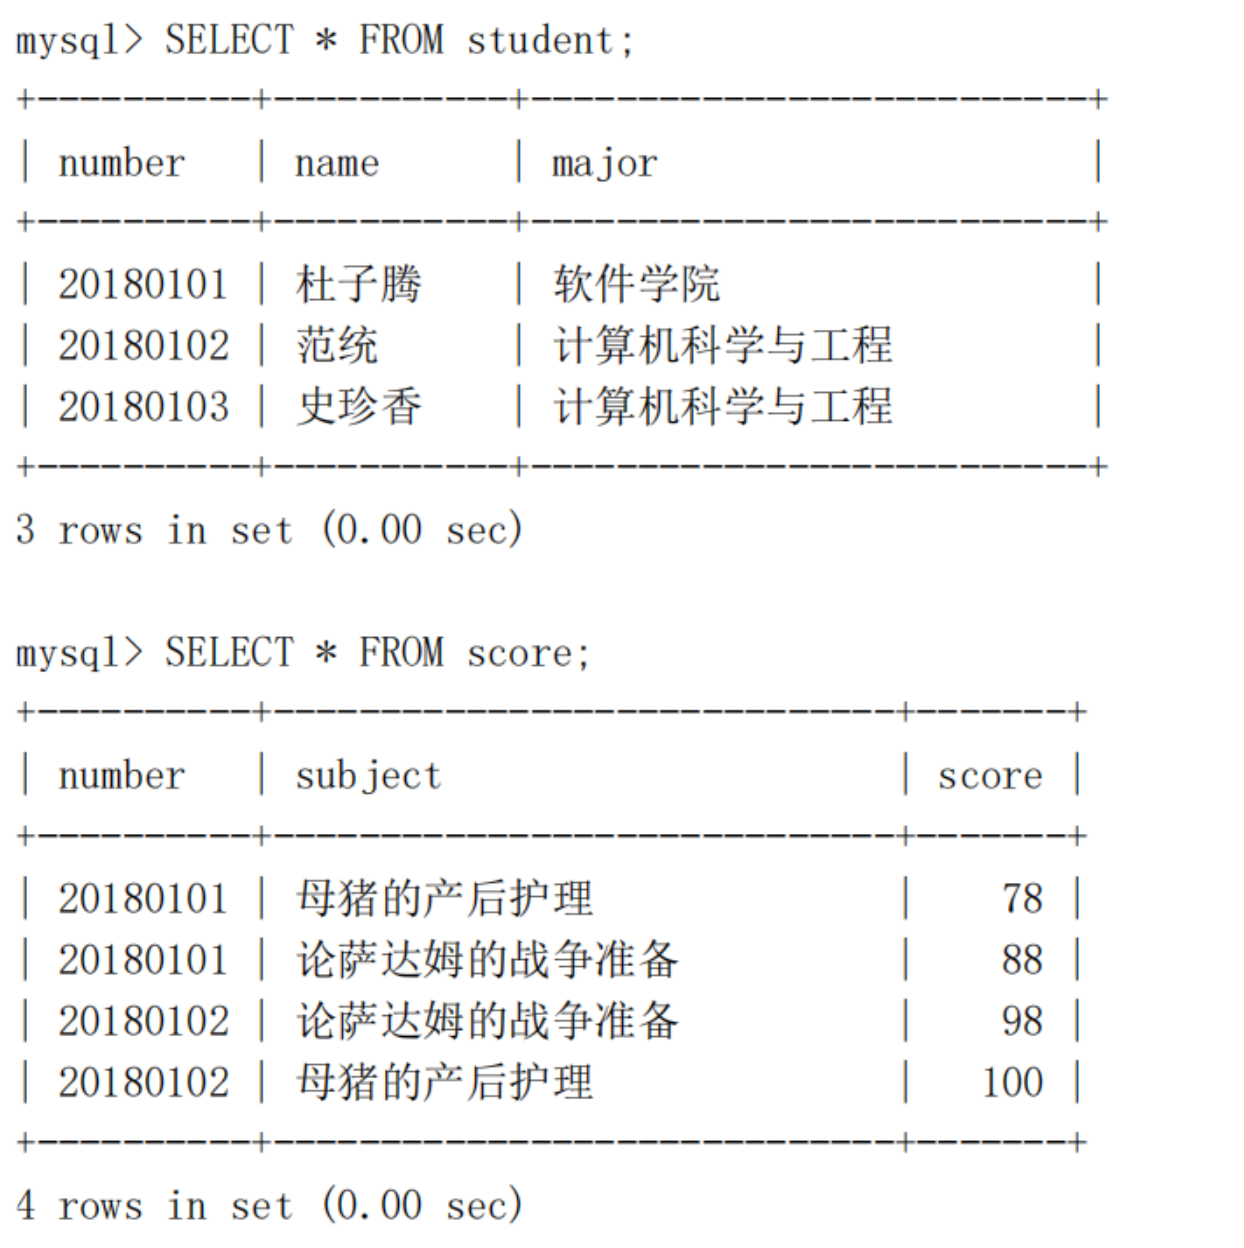 mysql> SELECT * FROM student;
+----------+-----------+--------------------------+
| number   | name      | major                    |
+----------+-----------+--------------------------+
| 20180101 | 杜子腾    | 软件学院                 |
| 20180102 | 范统      | 计算机科学与工程         |
| 20180103 | 史珍香    | 计算机科学与工程         |
+----------+-----------+--------------------------+
3 rows in set (0.00 sec)

mysql> SELECT * FROM score;
+----------+-----------------------------+-------+
| number   | subject                     | score |
+----------+-----------------------------+-------+
| 20180101 | 母猪的产后护理              |    78 |
| 20180101 | 论萨达姆的战争准备          |    88 |
| 20180102 | 论萨达姆的战争准备          |    98 |
| 20180102 | 母猪的产后护理              |   100 |
+----------+-----------------------------+-------+
4 rows in set (0.00 sec)